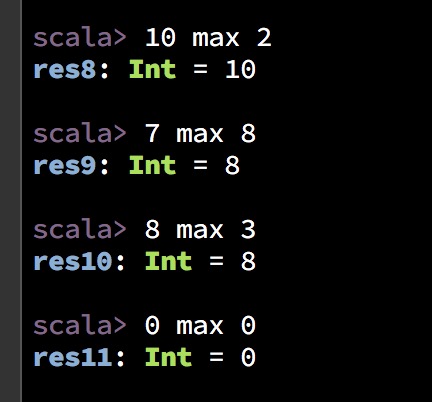 scala> 10 max 2
res8: Int = 10
scala> 7 max 8
res9: Int = 8
scala> 8 max 3
res10: Int = 8
scala> 0 max 0
res11: Int = 0